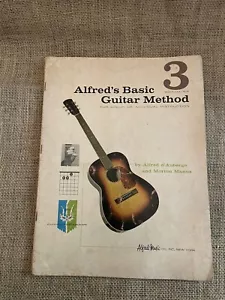 Alfred's Basic
Guitar Method
3
by Alfred d'Auberge
and Morton Manus
Alfred Music